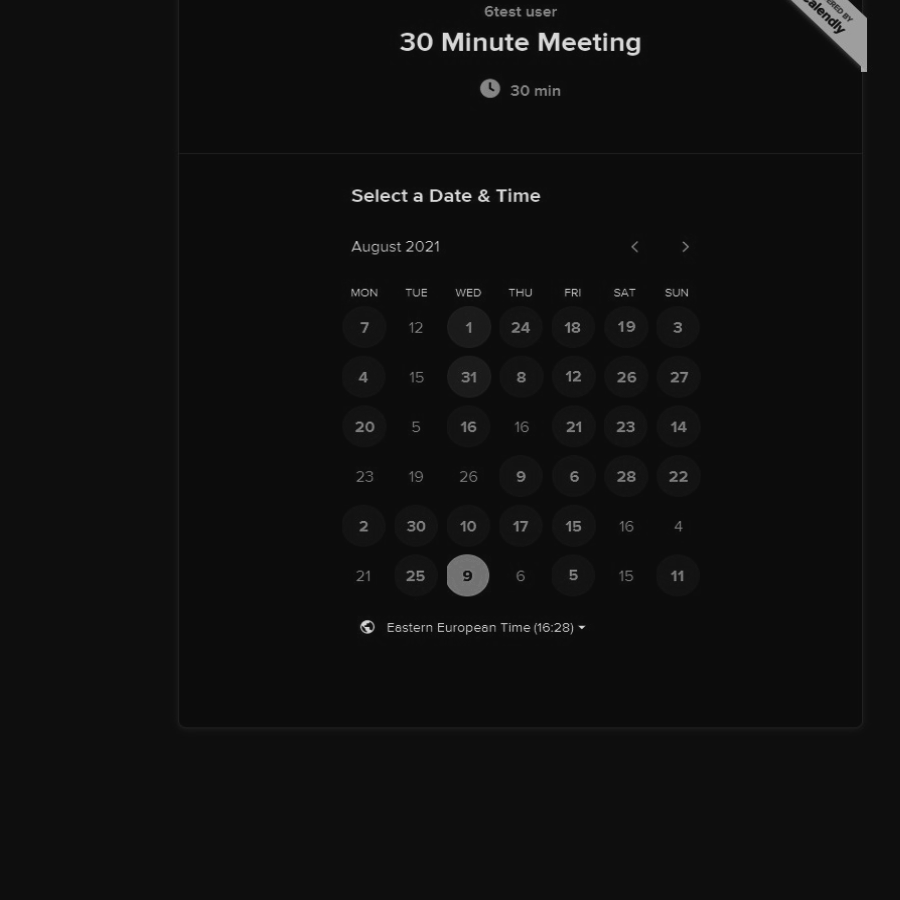 6test user
30 Minute Meeting
30 min
calendly
Select a Date & Time
August 2021
MON TUE WED THU FRI SAT SUN
7 12 1 24 18 19 3
4 15 31 8 12 26 27
20 5 16 16 21 23 14
23 19 26 9 6 28 22
2 30 10 17 15 16 4
21 25 9 6 5 15 11
Eastern European Time (16:28)